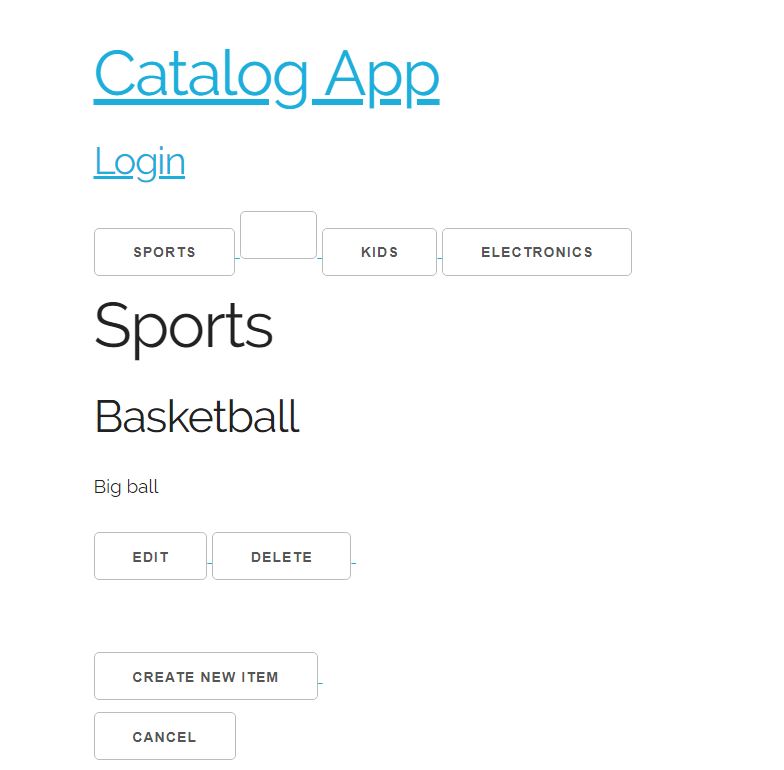 Catalog App
Login
SPORTS KIDS ELECTRONICS
Sports
Basketball
Big ball
EDIT DELETE
CREATE NEW ITEM
CANCEL